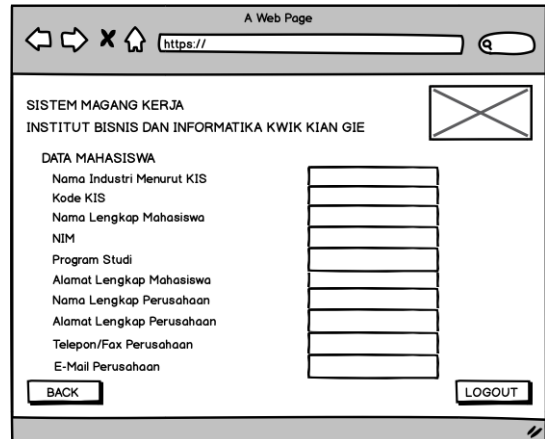 A Web Page
https://
SISTEM MAGANG KERJA
INSTITUT BISNIS DAN INFORMATIKA KWIK KIAN GIE
DATA MAHASISWA
Nama Industri Menurut KIS
Kode KIS
Nama Lengkap Mahasiswa
NIM
Program Studi
Alamat Lengkap Mahasiswa
Nama Lengkap Perusahaan
Alamat Lengkap Perusahaan
Telepon/Fax Perusahaan
E-Mail Perusahaan
BACK
LOGOUT